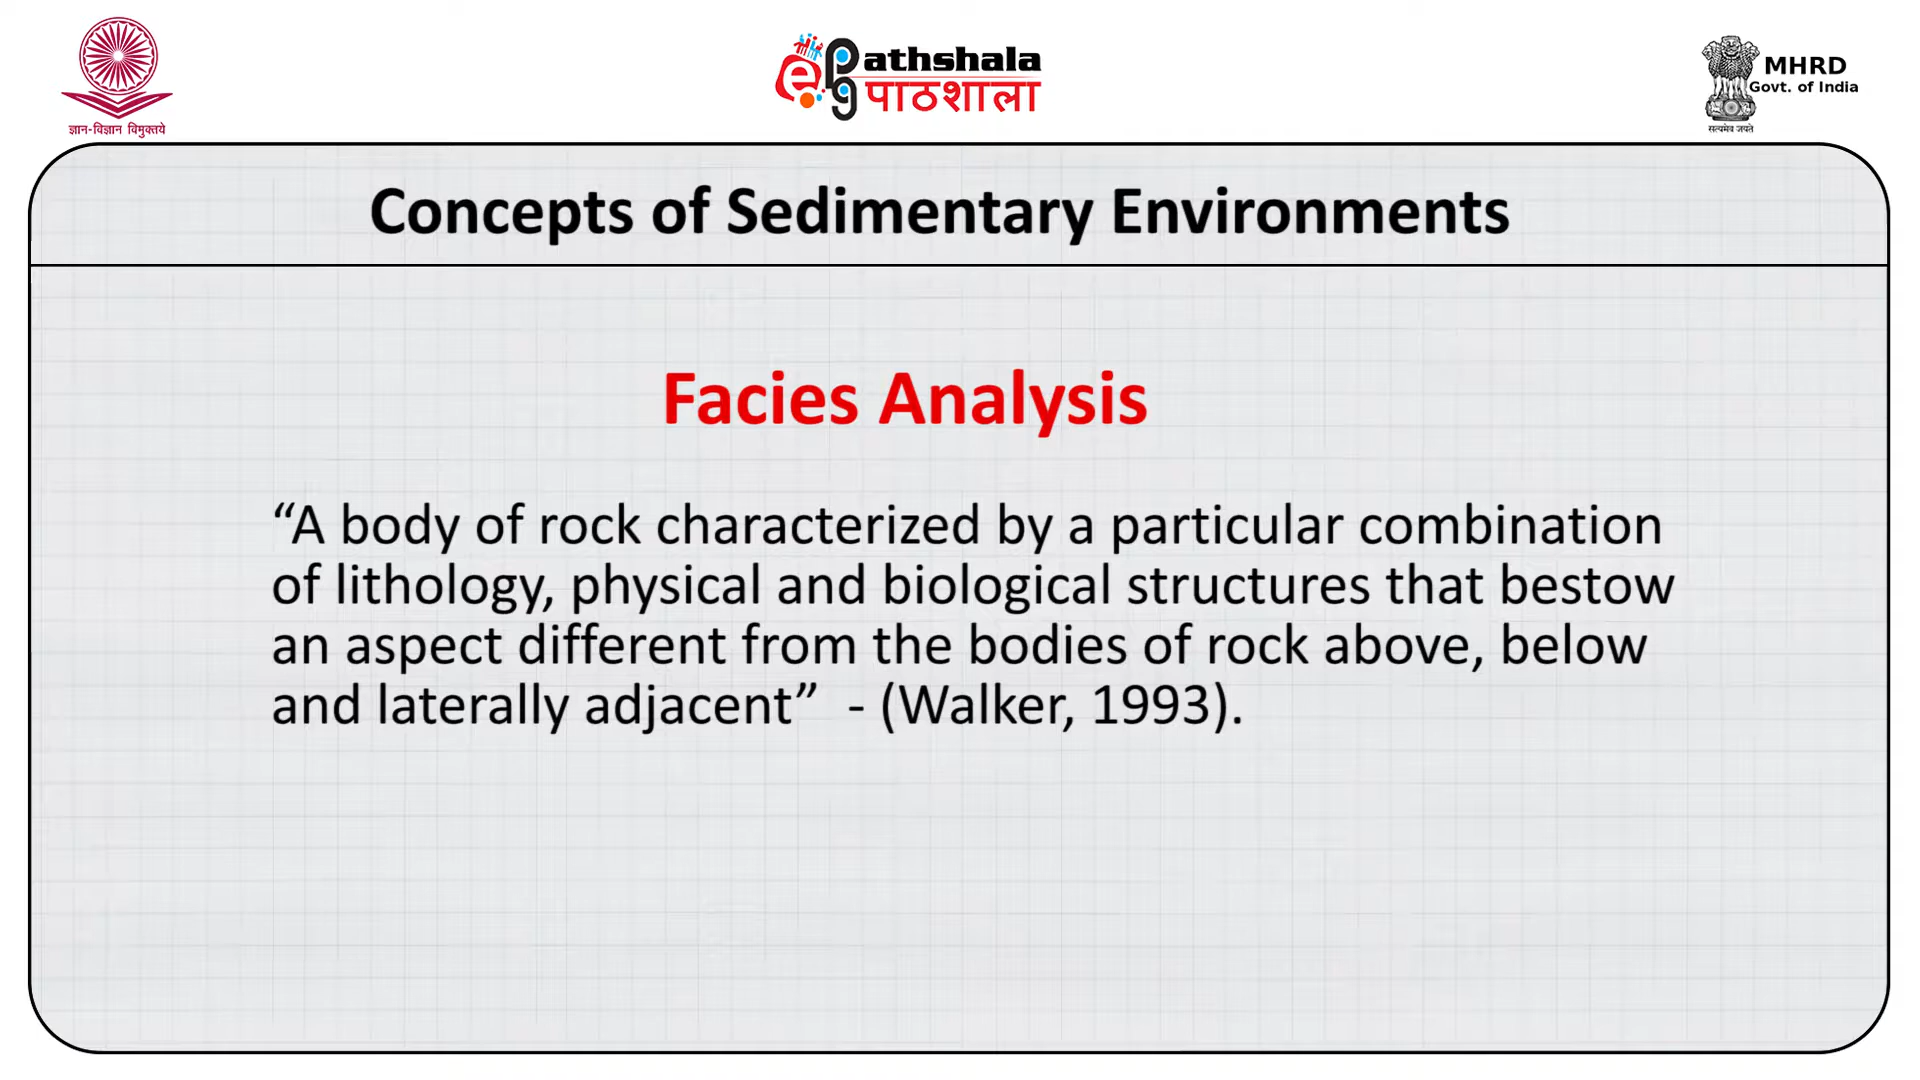 ज्ञान-विज्ञान विमुक्तये
e PG athshala
पाठशाला
MHRD
Govt. of India
सत्यमेव जयते
Concepts of Sedimentary Environments
Facies Analysis
“A body of rock characterized by a particular combination
of lithology, physical and biological structures that bestow
an aspect different from the bodies of rock above, below
and laterally adjacent”  - (Walker, 1993).